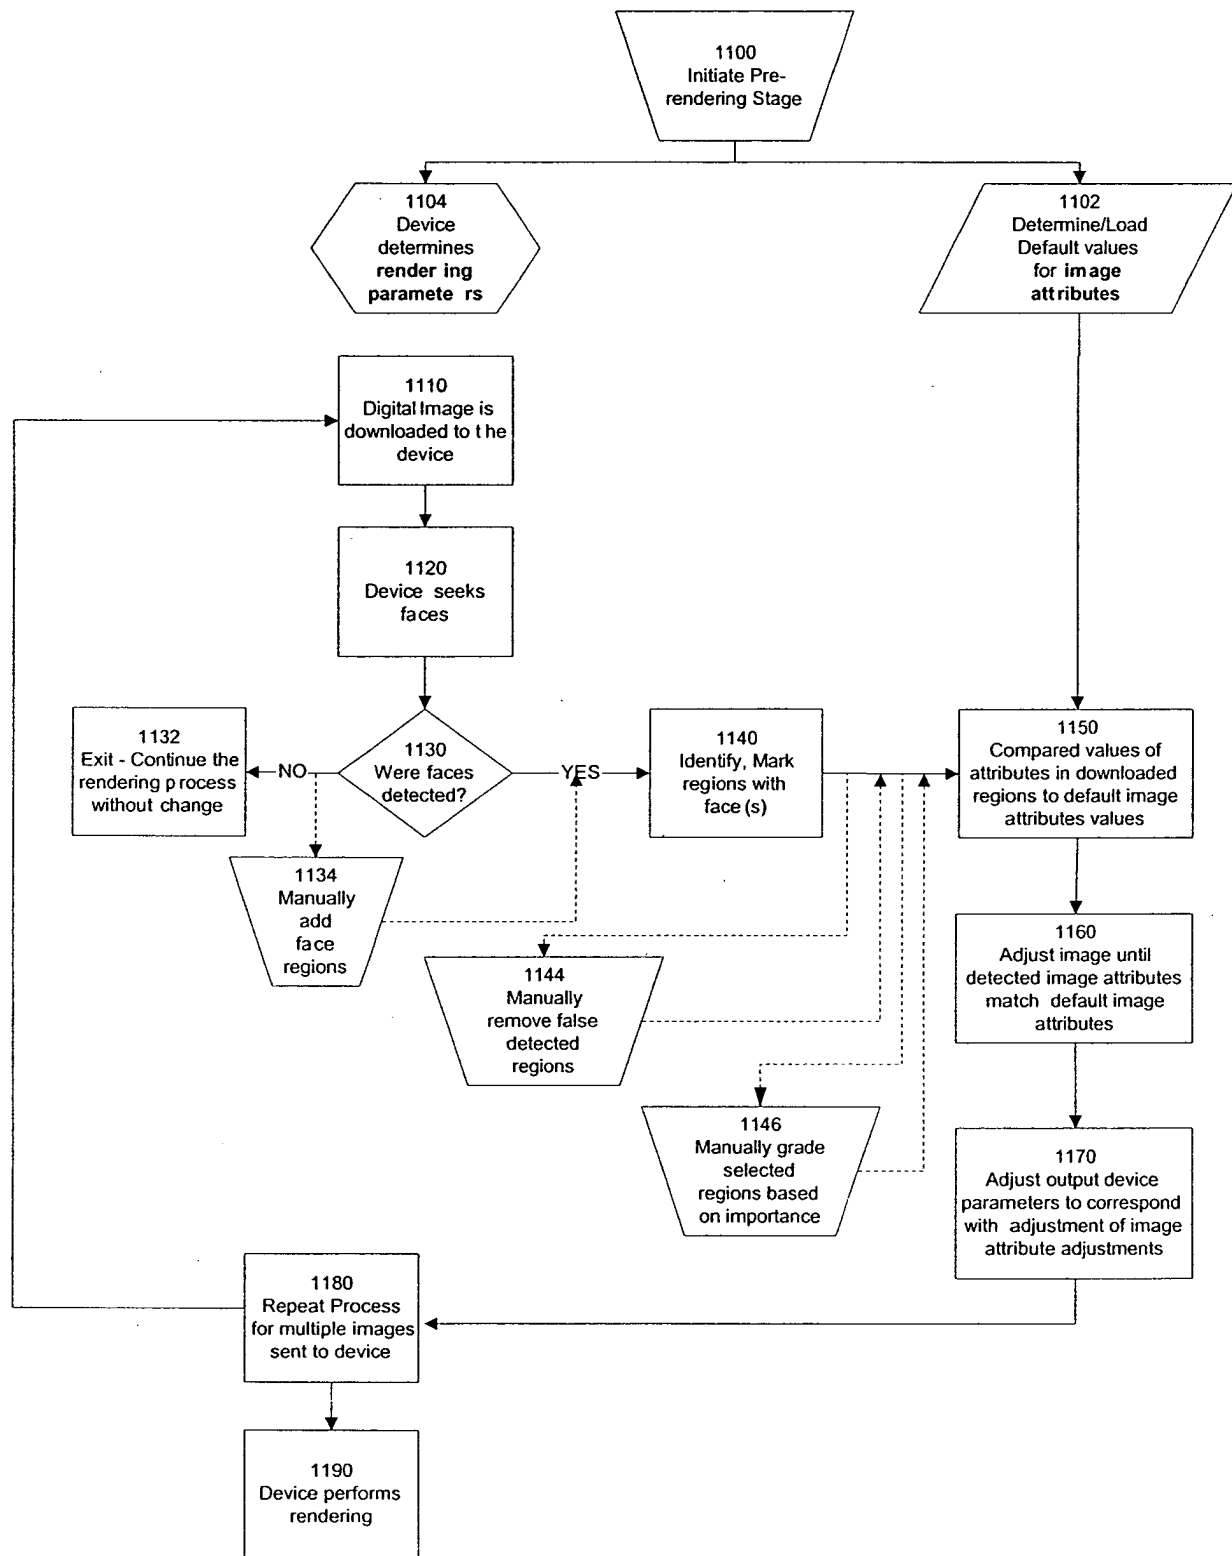 1100
Initiate Pre-
rendering Stage
1104
Device
determines
render ing
paramete rs
1102
Determine/Load
Default values
for image
attributes
1110
Digital Image is
downloaded to t he
device
1120
Device seeks
faces
1130
Were faces
detected?
NO
YES
1132
Exit - Continue the
rendering process
without change
1140
Identify, Mark
regions with
face (s)
1150
Compared values of
attributes in downloaded
regions to default image
attributes values
1134
Manually
add
face
regions
1144
Manually
remove false
detected
regions
1160
Adjust image until
detected image attributes
match default image
attributes
1146
Manually grade
selected
regions based
on importance
1170
Adjust output device
parameters to correspond
with adjustment of image
attribute adjustments
1180
Repeat Process
for multiple images
sent to device
1190
Device performs
rendering